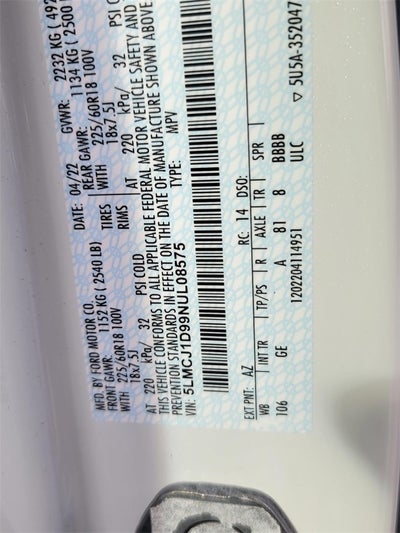 MFD. BY FORD MOTOR CO.
DATE: 04/22 GVWR: 2232 KG (492
FRONT GAWR: 1152 KG (2540 LB) REAR GAWR: 1134 KG (2500
WITH 225/60R18 100V TIRES WITH 225/60R18 100V
18x7.5J RIMS 18x7.5J
AT 220 kPa/ 32 PSI COLD AT 220 kPa/ 32 PSI CO
THIS VEHICLE CONFORMS TO ALL APPLICABLE FEDERAL MOTOR VEHICLE SAFETY AND
PREVENTION STANDARDS IN EFFECT ON THE DATE OF MANUFACTURE SHOWN ABOVE
VIN: 5LMCJ1D99NUL08575 TYPE: MPV
EXT PNT: AZ RC: 14 DSO:
WB INT TR TP/PS R AXLE TR SPR
106 GE A 81 8 BBBB
1202204114951 ULC ▽ 5U5A-352047